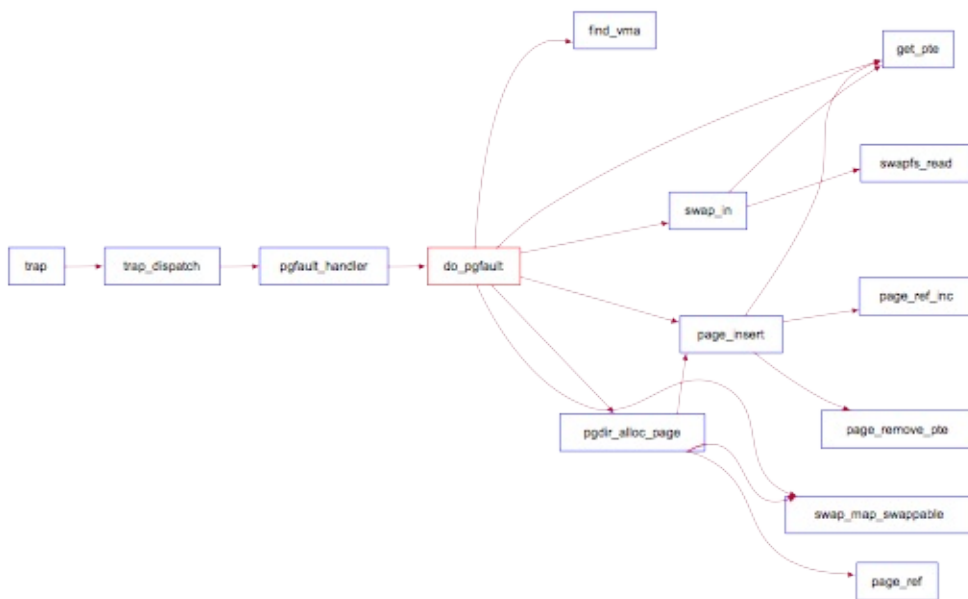 find_vma
get_pte
swapfs_read
swap_in
trap
trap_dispatch
pgfault_handler
do_pgfault
page_ref_inc
page_insert
page_remove_pte
pgdir_alloc_page
swap_map_swappable
page_ref